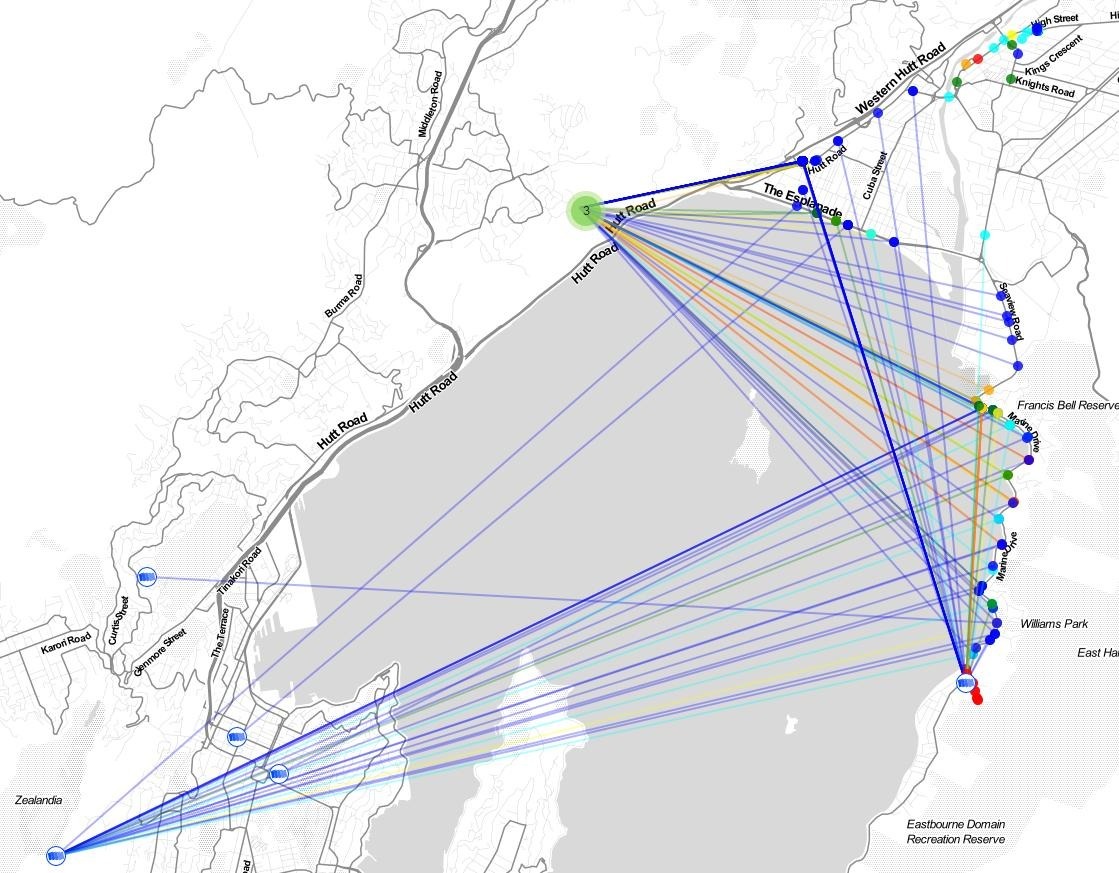 High Street
Hi
Kings Crescent
Knights Road
Western Hutt Road
Middleton Road
Hutt Road
Cuba Street
The Esplanade
3
Hutt Road
Hutt Road
Burma Road
Seaview Road
Hutt Road
Hutt Road
Francis Bell Reserve
Marine Drive
Marine Drive
Tinakori Road
Curtis Street
The Terrace
Karori Road
Glenmore Street
Williams Park
East Ha
Zealandia
Eastbourne Domain
Recreation Reserve
oad